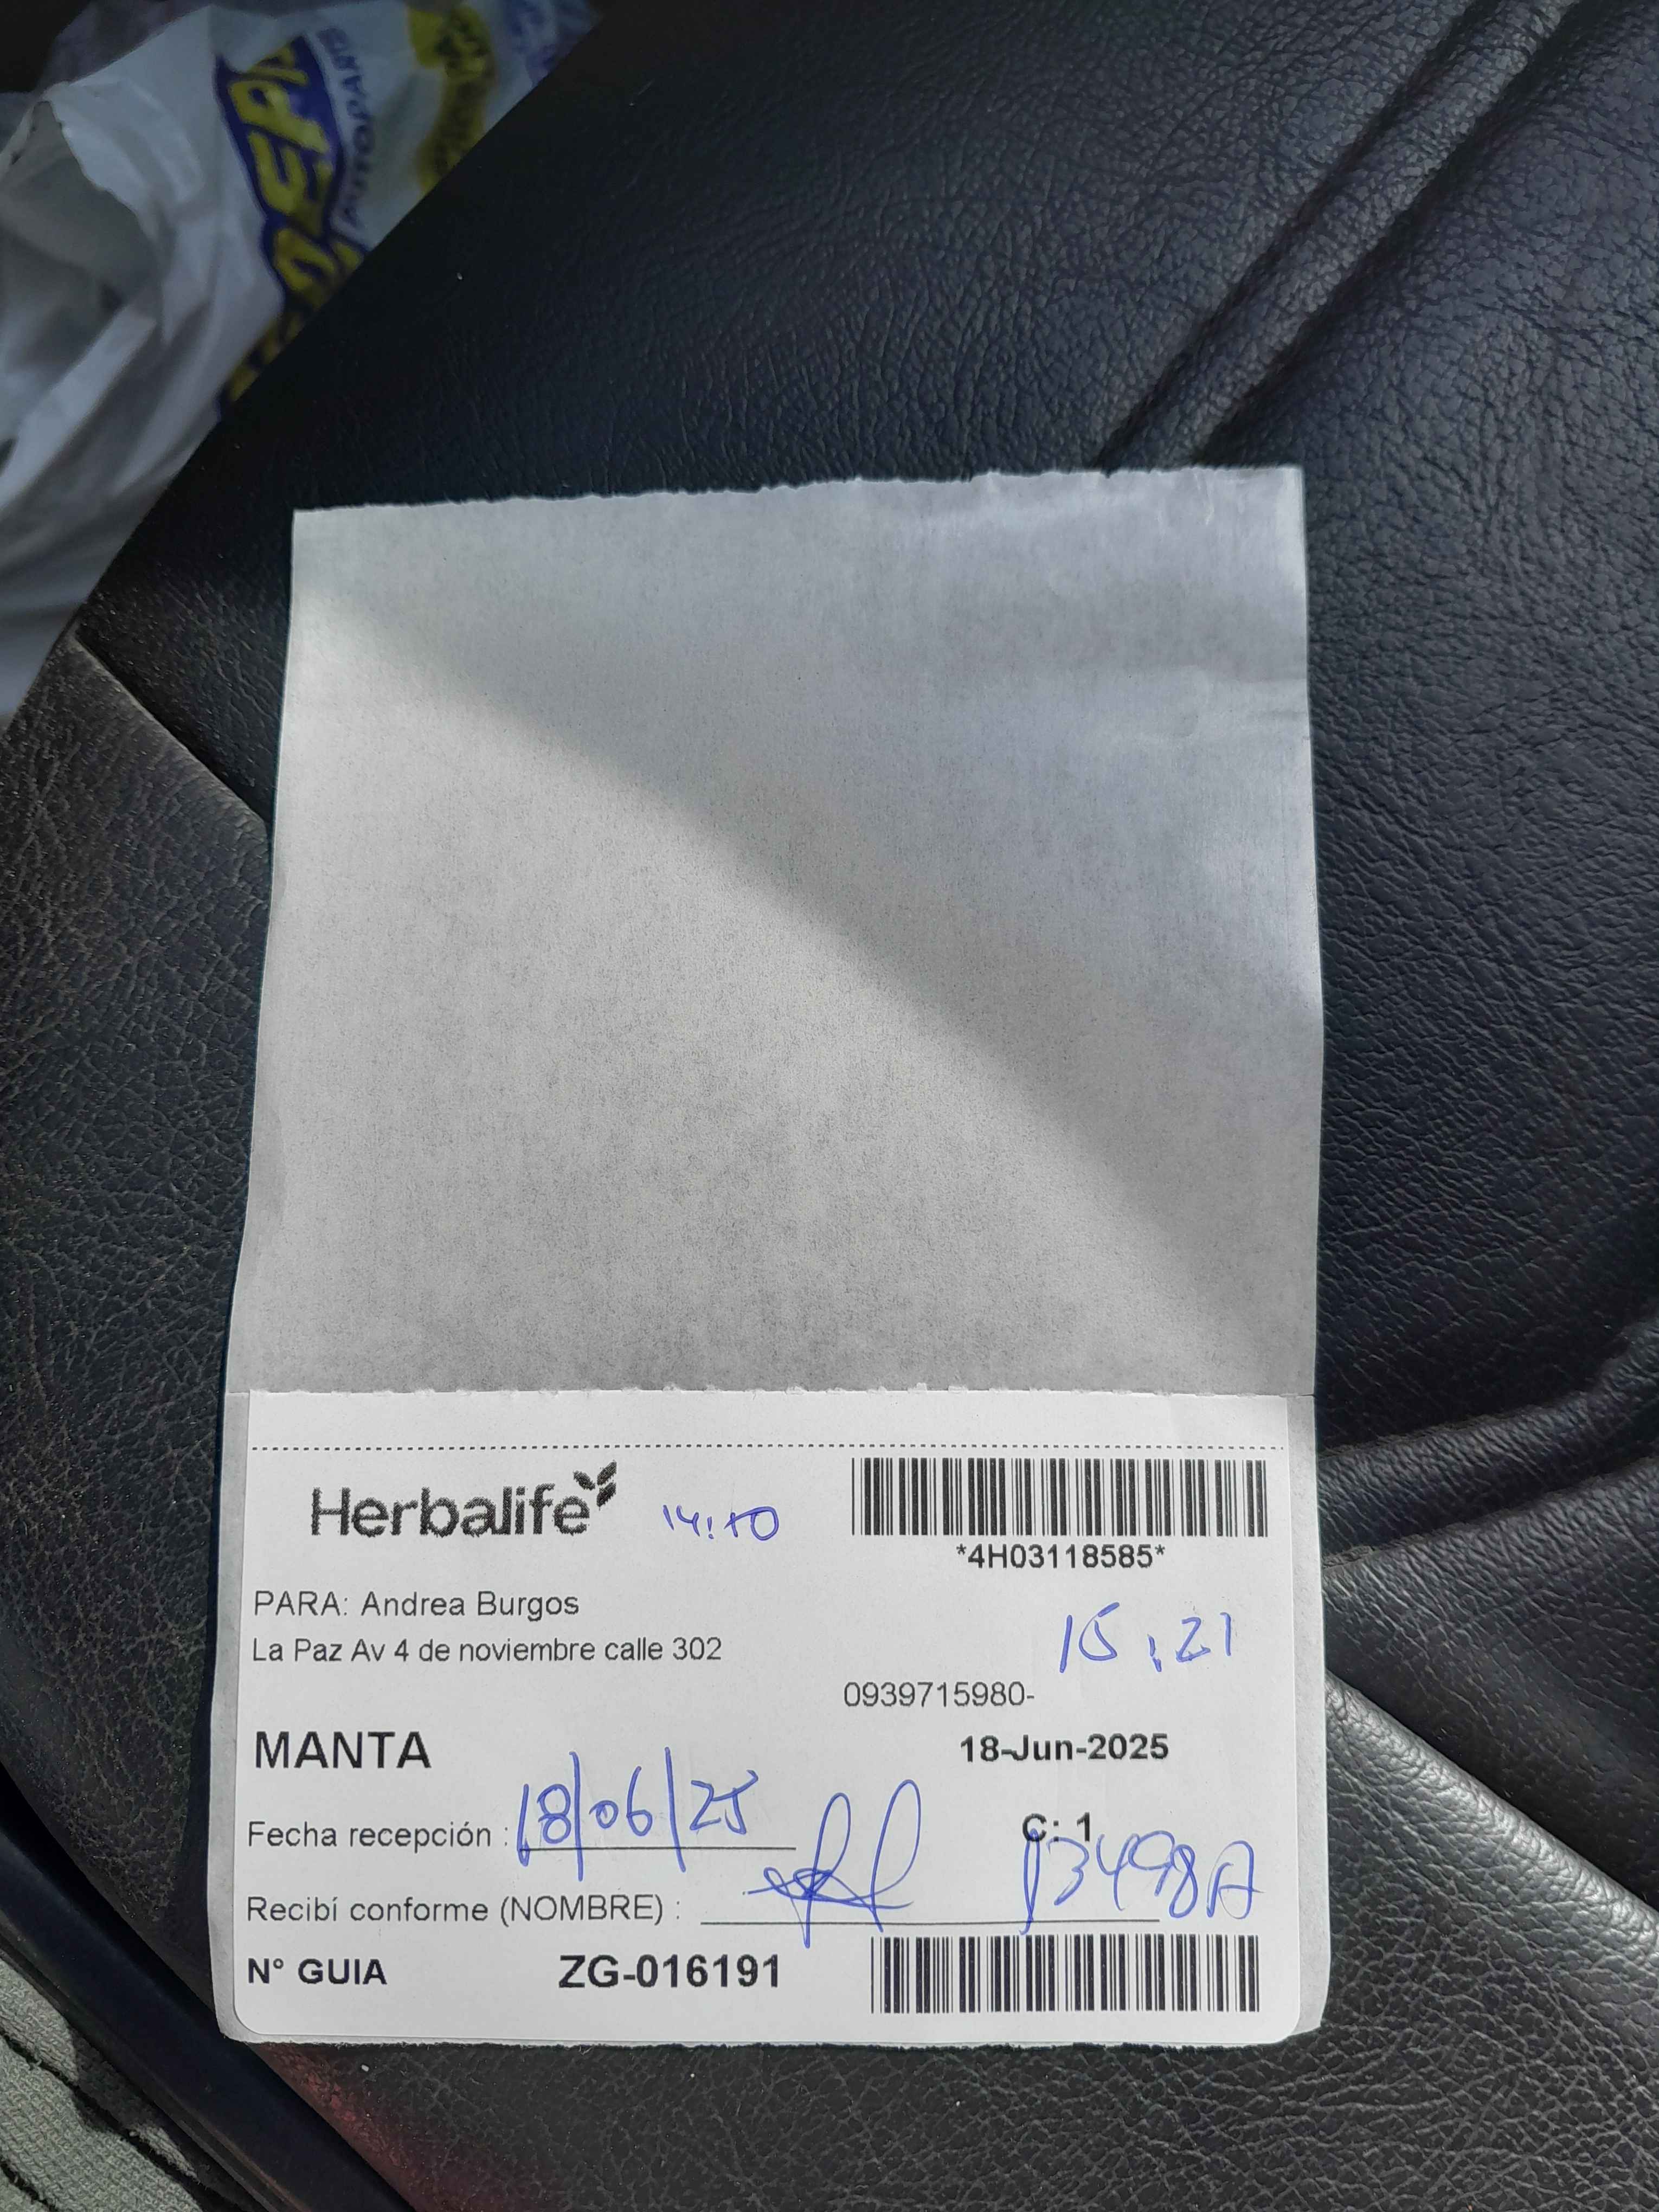 AUTOPARTS
Herbalife
14:10
*4H03118585*
PARA: Andrea Burgos
La Paz Av 4 de noviembre calle 302
15:21
0939715980-
MANTA
18-Jun-2025
Fecha recepción : 18/06/25
C: 1
Recibí conforme (NOMBRE) :
N° GUIA ZG-016191